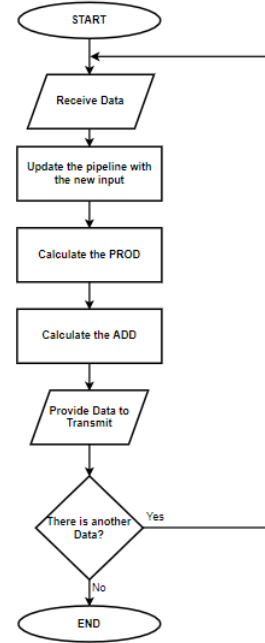 START
Receive Data
Update the pipeline with
the new input
Calculate the PROD
Calculate the ADD
Provide Data to
Transmit
There is another
Data?
Yes
No
END